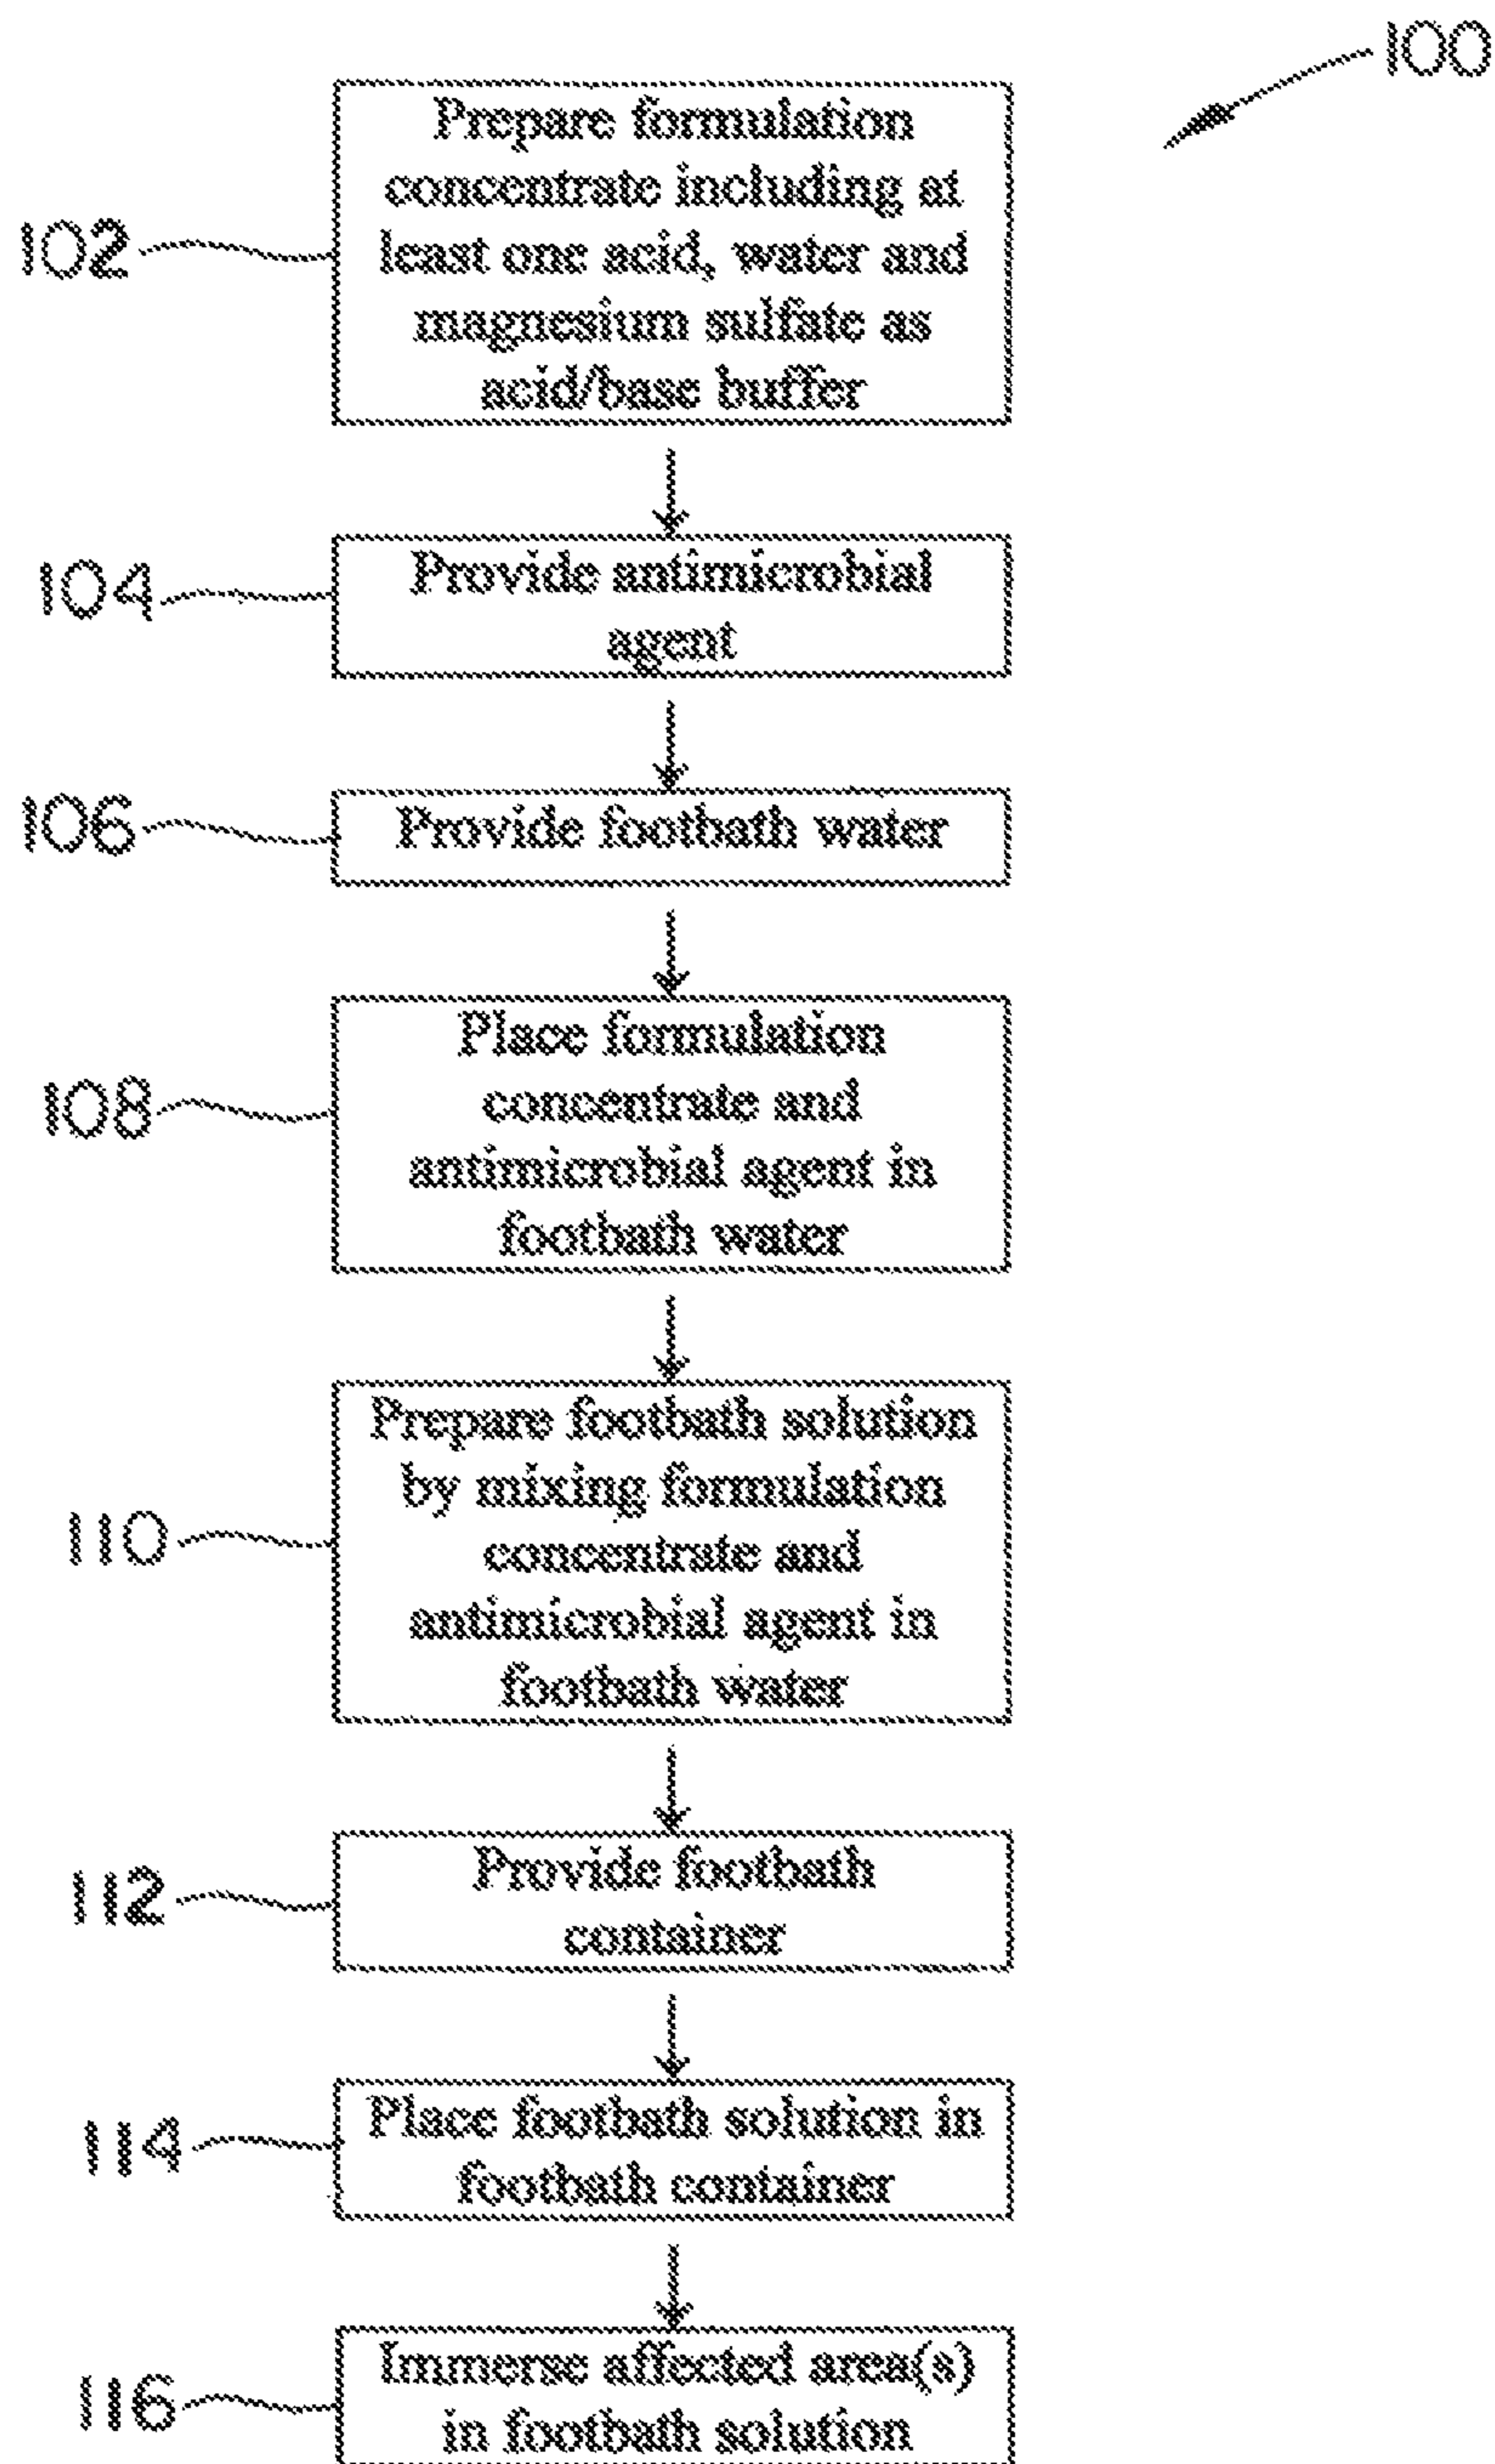 100
Prepare formulation
concentrate including at
102
least one acid, water and
magnesium sulfate as
acid/base buffer
104
Provide antimicrobial
agent
106
Provide footbath water
Place formulation
concentrate and
108
antimicrobial agent in
footbath water
Prepare footbath solution
by mixing formulation
110
concentrate and
antimicrobial agent in
footbath water
112
Provide footbath
container
114
Place footbath solution in
footbath container
116
Immerse affected area(s)
in footbath solution